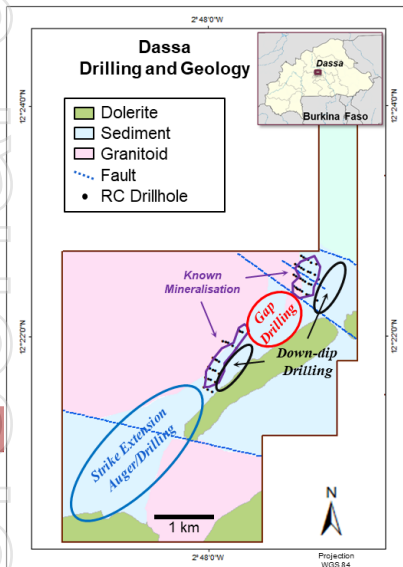 2°48'0"W
Dassa
Drilling and Geology
Dolerite
Sediment
Granitoid
Fault
RC Drillhole
Dassa
Burkina Faso
12°24'0"N
12°24'0"N
Known
Mineralisation
Gap
Drilling
Down-dip
Drilling
12°22'0"N
12°22'0"N
Strike Extension
Auger/Drilling
1 km
N
2°48'0"W
Projection
WGS 84